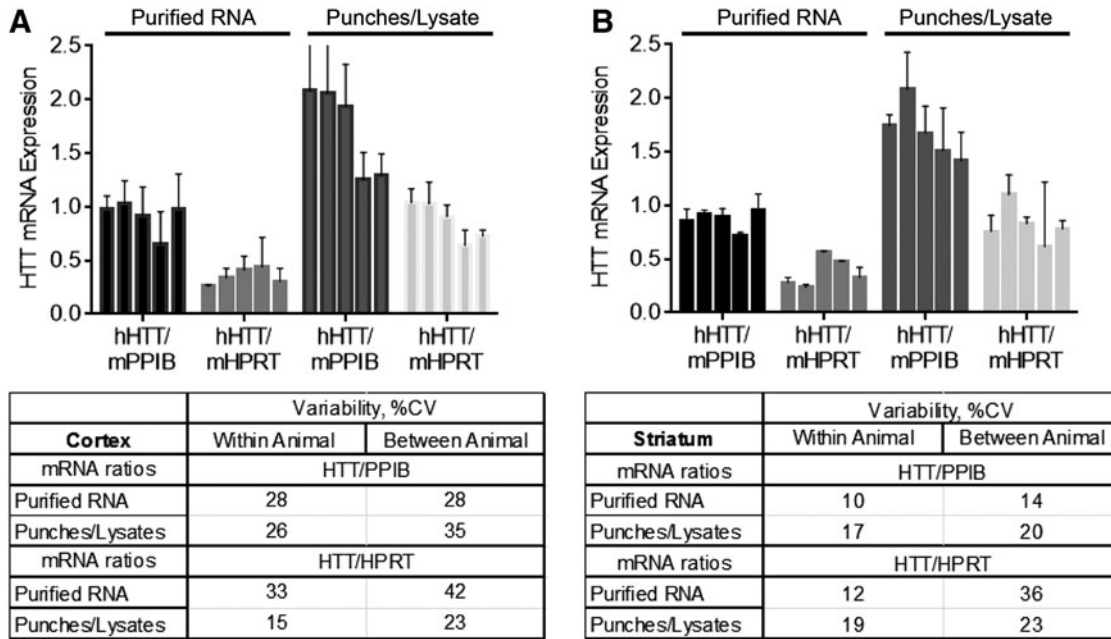 A
Purified RNA
Punches/Lysate
HTT mRNA Expression
2.5
2.0
1.5
1.0
0.5
0.0
hHTT/
mPPIB
hHTT/
mHPRT
hHTT/
mPPIB
hHTT/
mHPRT
Variability, %CV
Cortex Within Animal Between Animal
mRNA ratios HTT/PPIB
Purified RNA 28 28
Punches/Lysates 26 35
mRNA ratios HTT/HPRT
Purified RNA 33 42
Punches/Lysates 15 23
B
Purified RNA
Punches/Lysate
HTT mRNA Expression
2.5
2.0
1.5
1.0
0.5
0.0
hHTT/
mPPIB
hHTT/
mHPRT
hHTT/
mPPIB
hHTT/
mHPRT
Variability, %CV
Striatum Within Animal Between Animal
mRNA ratios HTT/PPIB
Purified RNA 10 14
Punches/Lysates 17 20
mRNA ratios HTT/HPRT
Purified RNA 12 36
Punches/Lysates 19 23